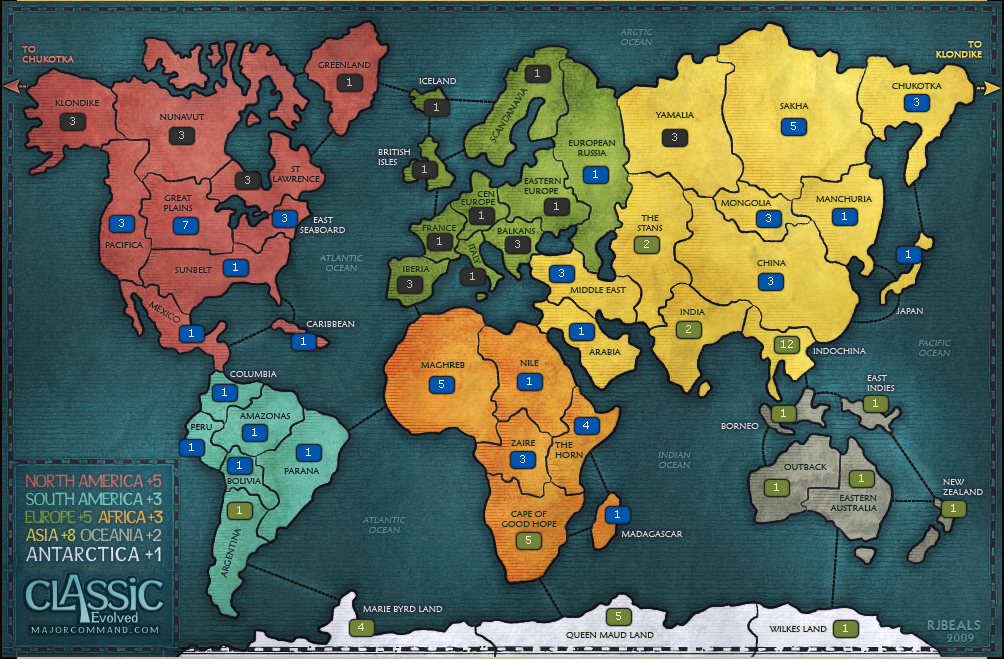 TO
CHUKOTKA
TO
KLONDIKE
ARCTIC
OCEAN
GREENLAND
1
ICELAND
1
KLONDIKE
3
NUNAVUT
3
SCANDANAVIA
1
YAMALIA
3
SAKHA
5
CHUKOTKA
3
BRITISH
ISLES
1
EUROPEAN
RUSSIA
1
ST
LAWRENCE
3
GREAT
PLAINS
7
EAST
SEABOARD
3
PACIFICA
3
CEN
EUROPE
1
EASTERN
EUROPE
1
FRANCE
1
BALKANS
3
ITALY
1
IBERIA
3
THE
STANS
2
MONGOLIA
3
MANCHURIA
1
CHINA
3
JAPAN
1
SUNBELT
1
ATLANTIC
OCEAN
MIDDLE EAST
3
ARABIA
1
INDIA
2
INDOCHINA
12
PACIFIC
OCEAN
MEXICO
1
CARIBBEAN
1
COLUMBIA
1
MAGHREB
5
NILE
1
EAST
INDIES
1
BORNEO
1
AMAZONAS
1
PERU
1
BOLIVIA
1
PARANA
1
ZAIRE
3
THE
HORN
4
INDIAN
OCEAN
OUTBACK
1
EASTERN
AUSTRALIA
1
NEW
ZEALAND
1
ARGENTINA
1
ATLANTIC
OCEAN
CAPE OF
GOOD HOPE
5
MADAGASCAR
1
NORTH AMERICA +5
SOUTH AMERICA +3
EUROPE +5 AFRICA +3
ASIA +8 OCEANIA +2
ANTARCTICA +1
CLASSIC
Evolved
MAJORCOMMAND.COM
MARIE BYRD LAND
4
QUEEN MAUD LAND
5
WILKES LAND
1
RJBEALS
2009